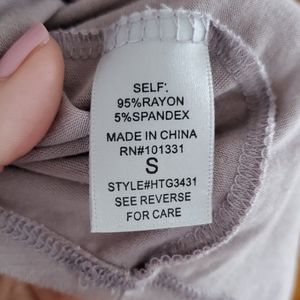 SELF:
95%RAYON
5%SPANDEX
MADE IN CHINA
RN#101331
S
STYLE#HTG3431
SEE REVERSE
FOR CARE